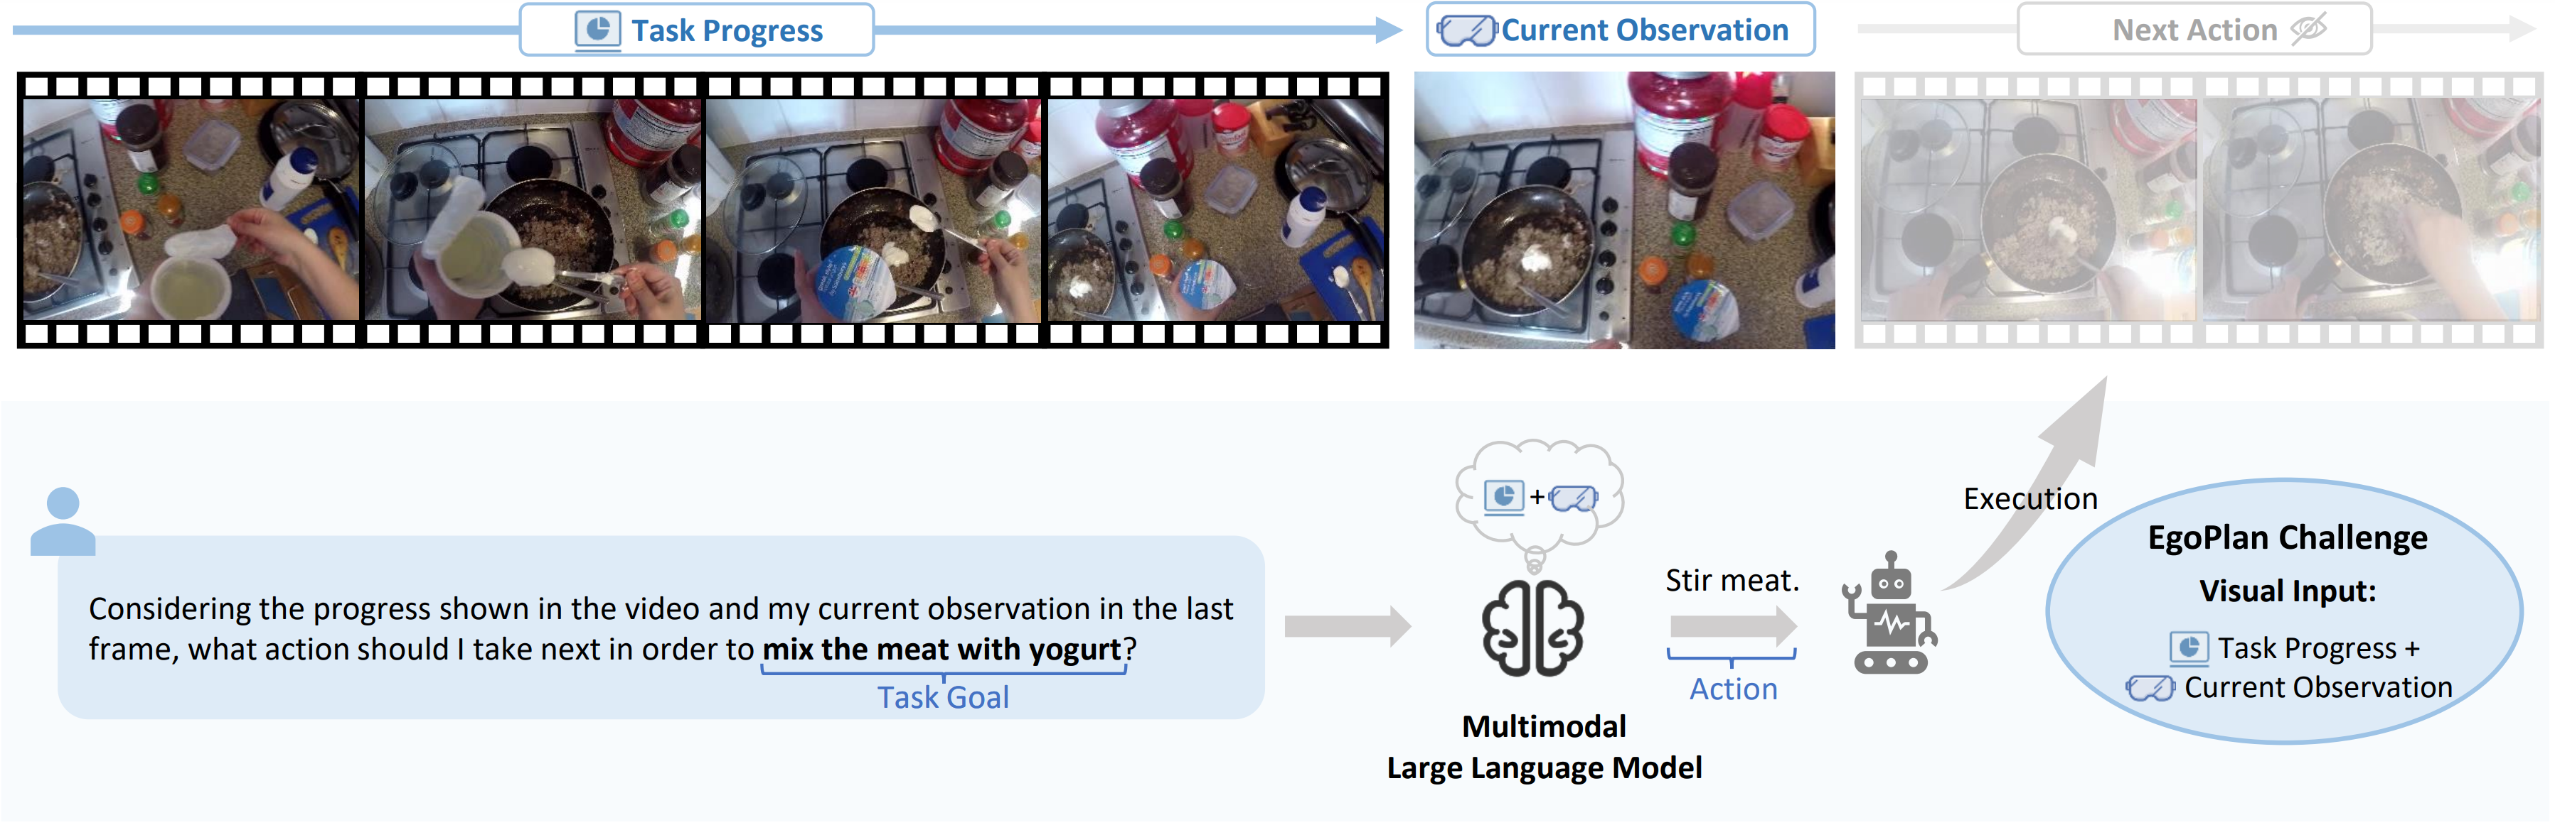 Task Progress
Current Observation
Next Action
Considering the progress shown in the video and my current observation in the last
frame, what action should I take next in order to mix the meat with yogurt?
Task Goal
Multimodal
Large Language Model
Stir meat.
Action
Execution
EgoPlan Challenge
Visual Input:
Task Progress +
Current Observation